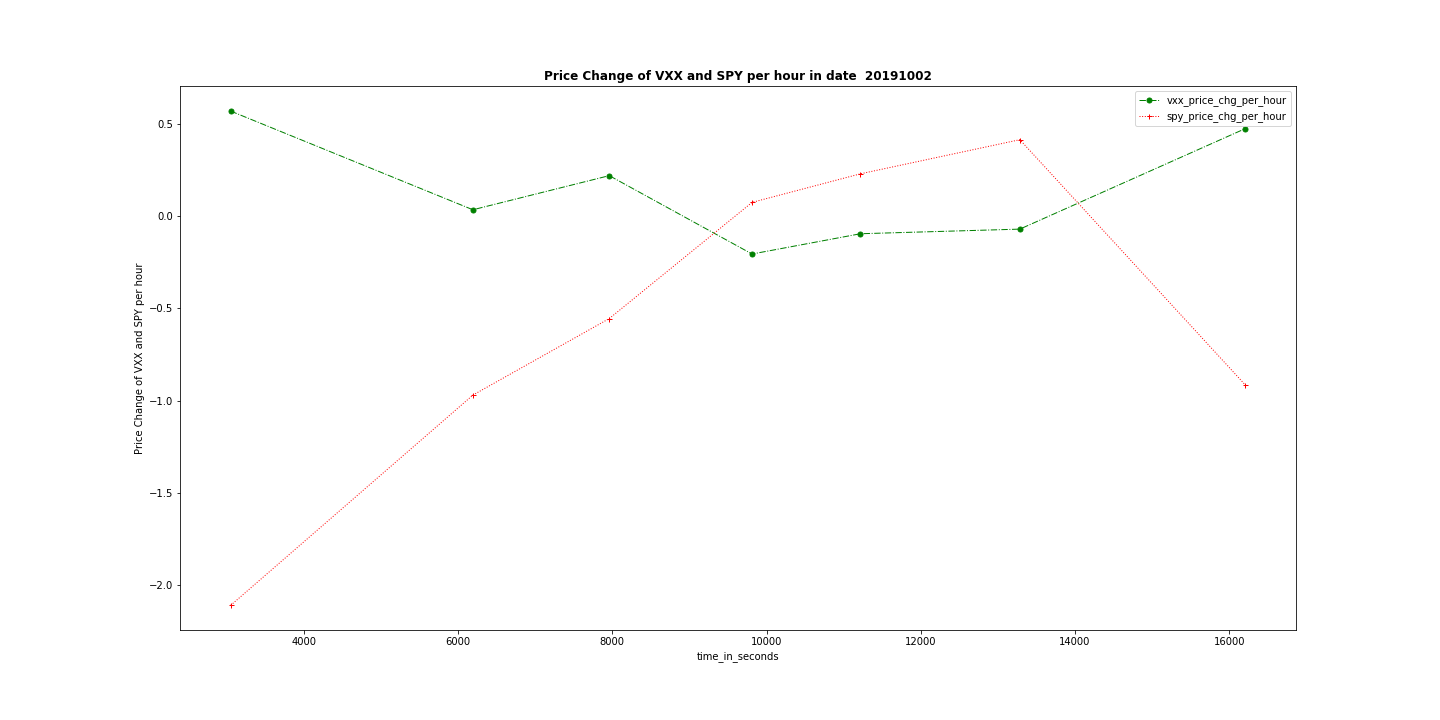 Price Change of VXX and SPY per hour in date  20191002
vxx_price_chg_per_hour
spy_price_chg_per_hour
0.5
0.0
−0.5
−1.0
−1.5
−2.0
Price Change of VXX and SPY per hour
4000
6000
8000
10000
12000
14000
16000
time_in_seconds